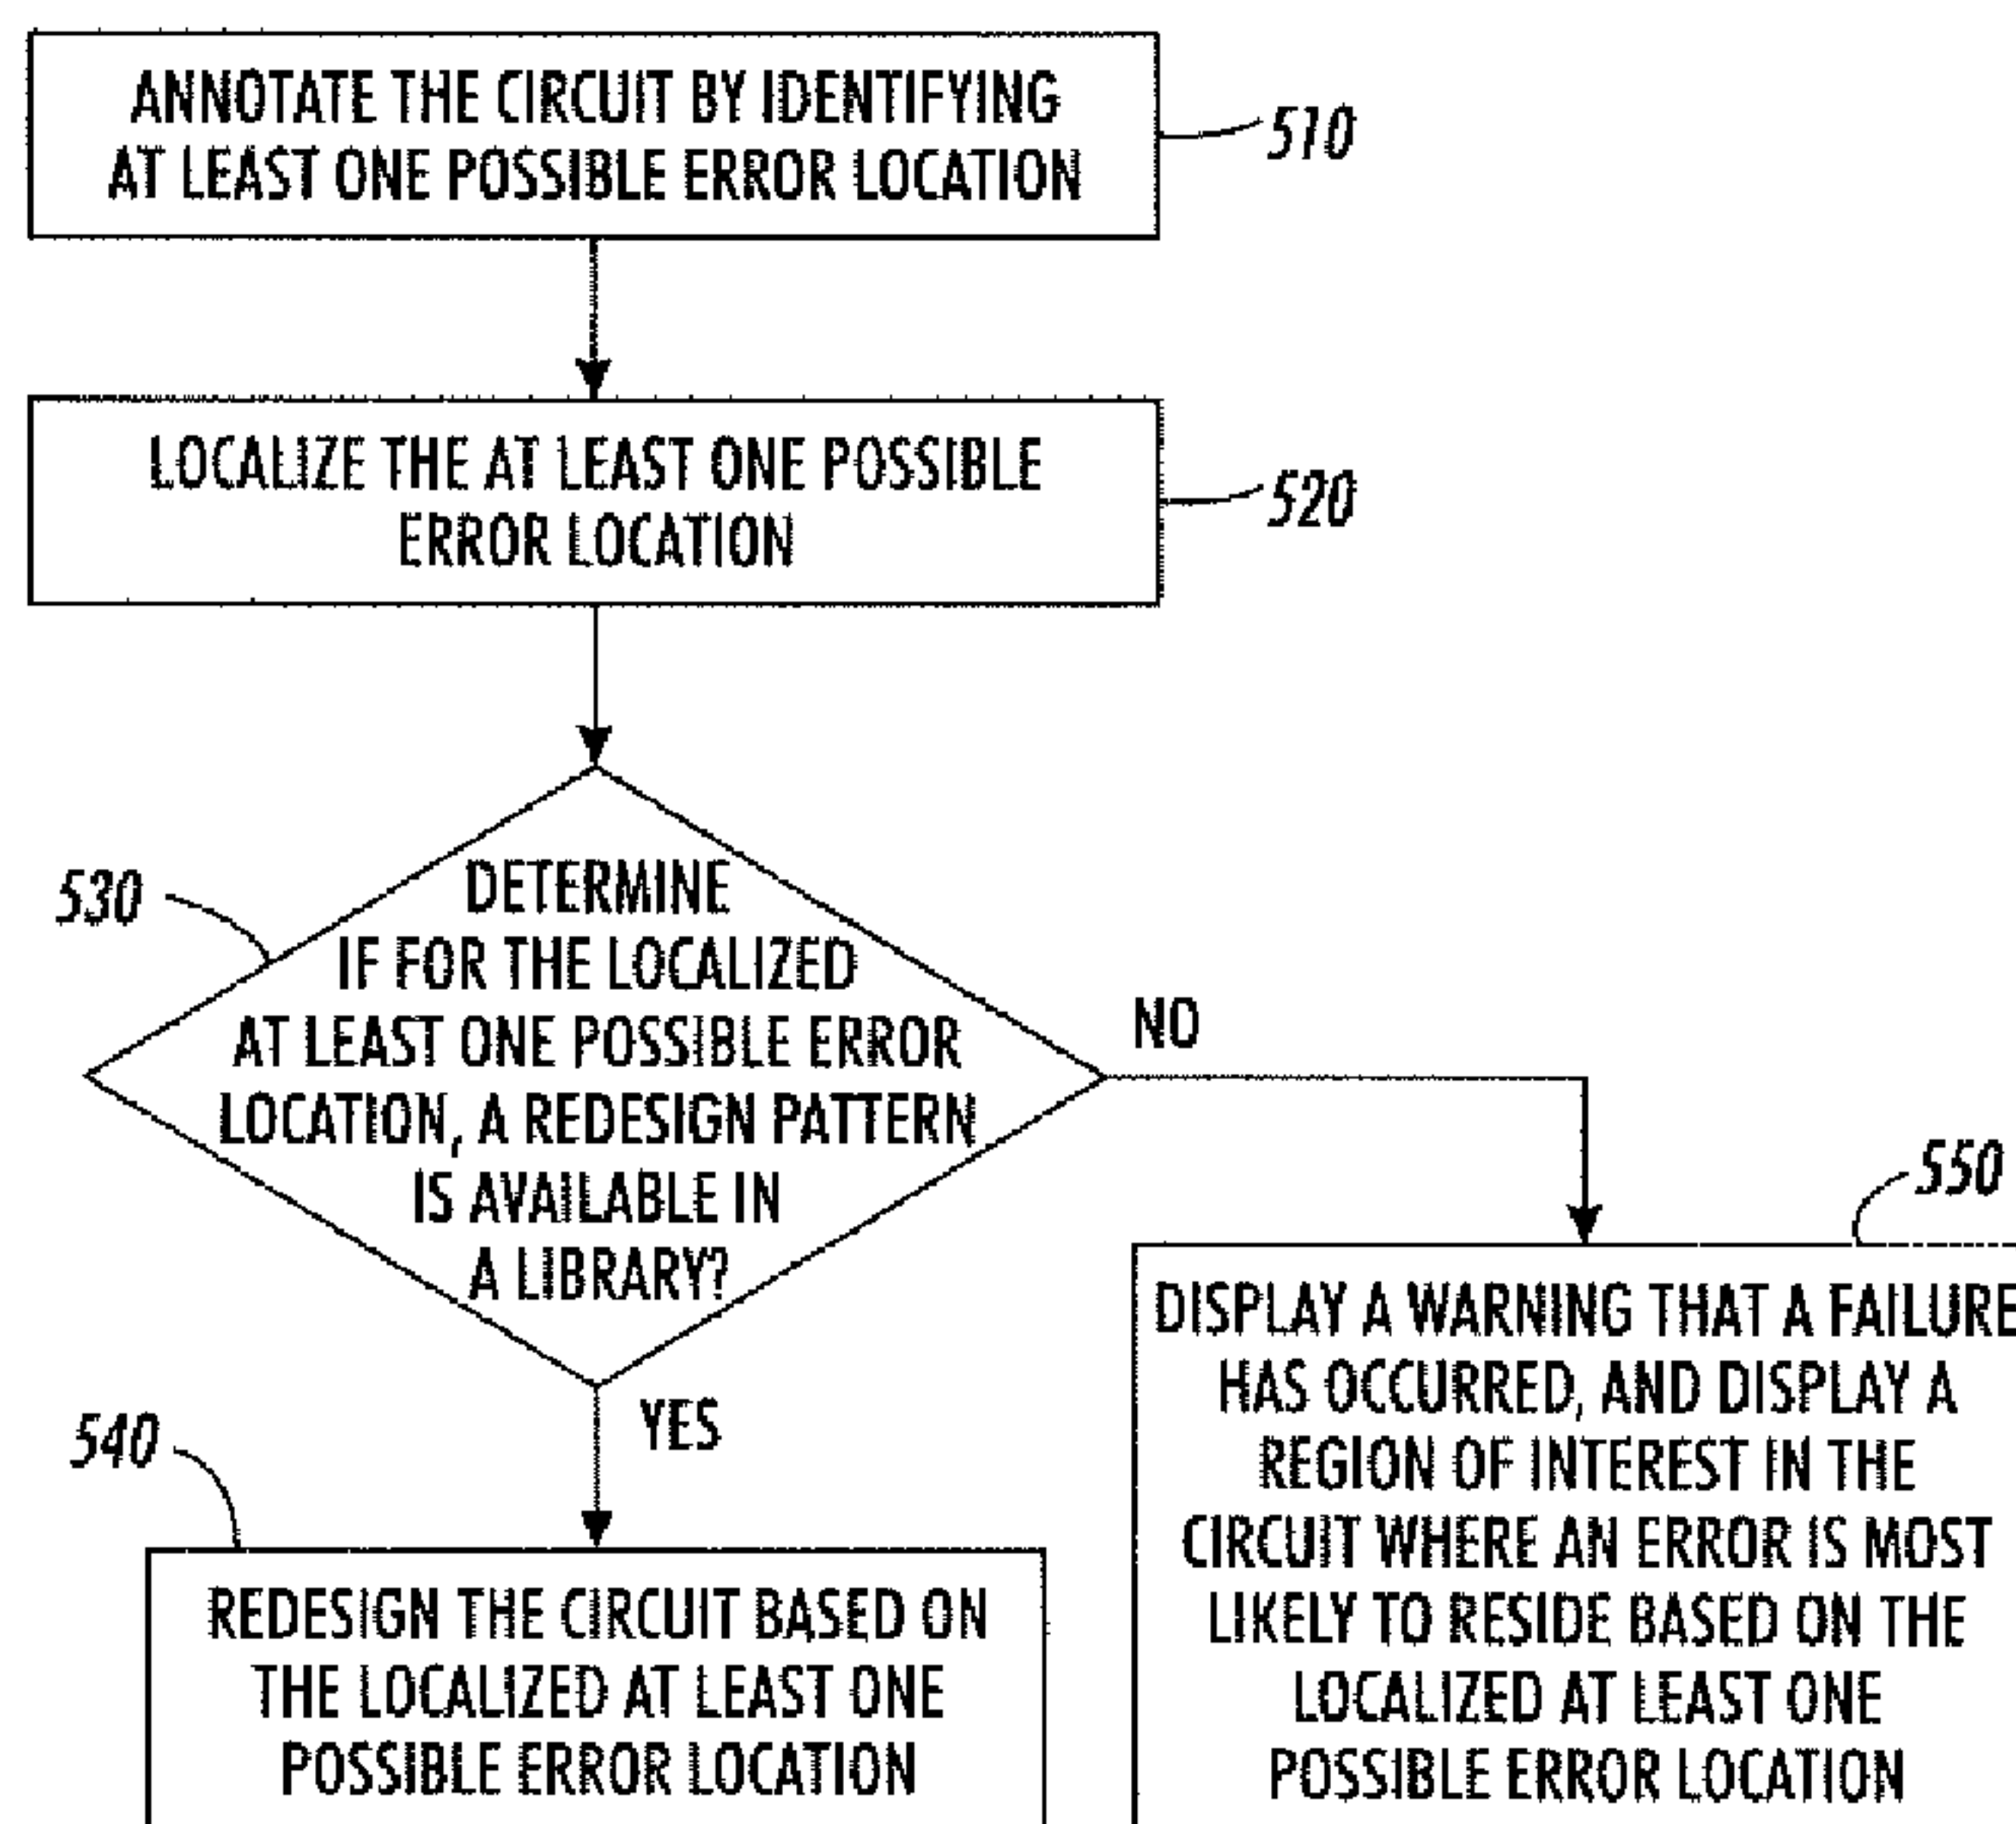 ANNOTATE THE CIRCUIT BY IDENTIFYING
AT LEAST ONE POSSIBLE ERROR LOCATION
510
LOCALIZE THE AT LEAST ONE POSSIBLE
ERROR LOCATION
520
530
DETERMINE
IF FOR THE LOCALIZED
AT LEAST ONE POSSIBLE ERROR
LOCATION, A REDESIGN PATTERN
IS AVAILABLE IN
A LIBRARY?
NO
YES
540
REDESIGN THE CIRCUIT BASED ON
THE LOCALIZED AT LEAST ONE
POSSIBLE ERROR LOCATION
550
DISPLAY A WARNING THAT A FAILURE
HAS OCCURRED, AND DISPLAY A
REGION OF INTEREST IN THE
CIRCUIT WHERE AN ERROR IS MOST
LIKELY TO RESIDE BASED ON THE
LOCALIZED AT LEAST ONE
POSSIBLE ERROR LOCATION